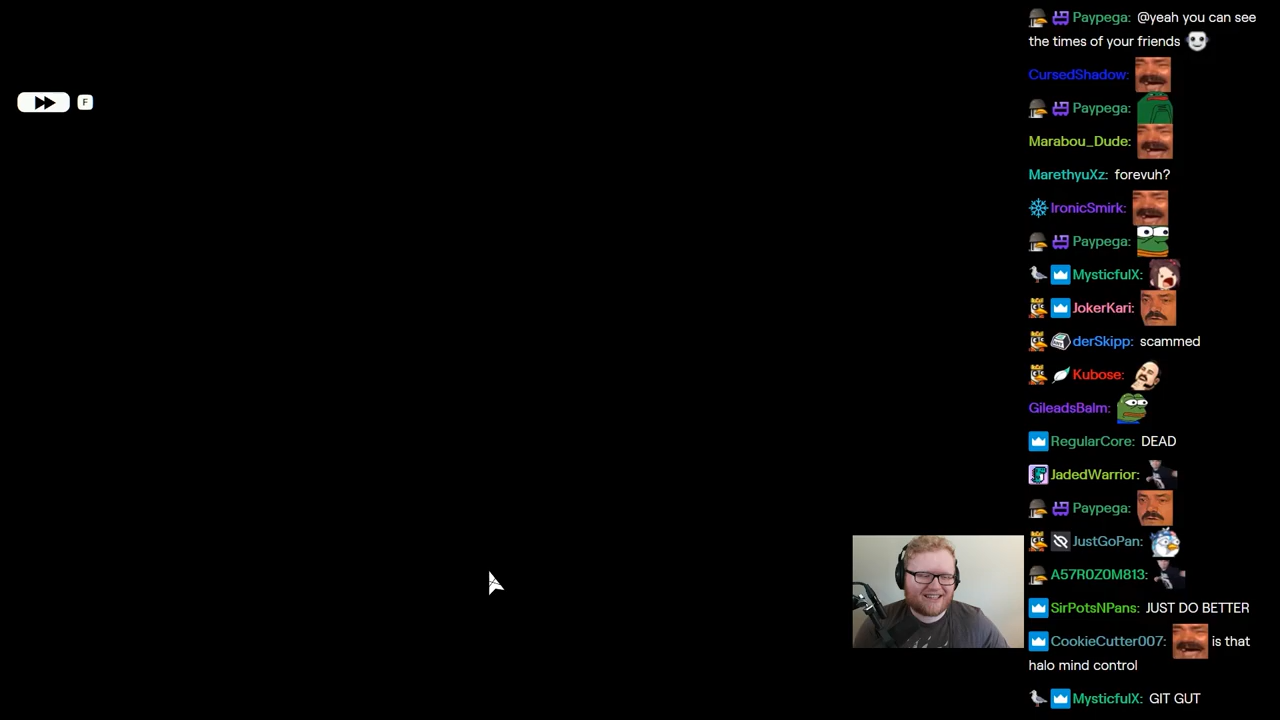 F
Paypega: @yeah you can see
the times of your friends
CursedShadow:
Paypega:
Marabou_Dude:
MarethyuXz: forevuh?
IronicSmirk:
Paypega:
MysticfulX:
JokerKari:
derSkipp: scammed
Kubose:
GileadsBalm:
RegularCore: DEAD
JadedWarrior:
Paypega:
JustGoPan:
A57R0Z0M813:
SirPotsNPans: JUST DO BETTER
CookieCutter007: is that
halo mind control
MysticfulX: GIT GUT